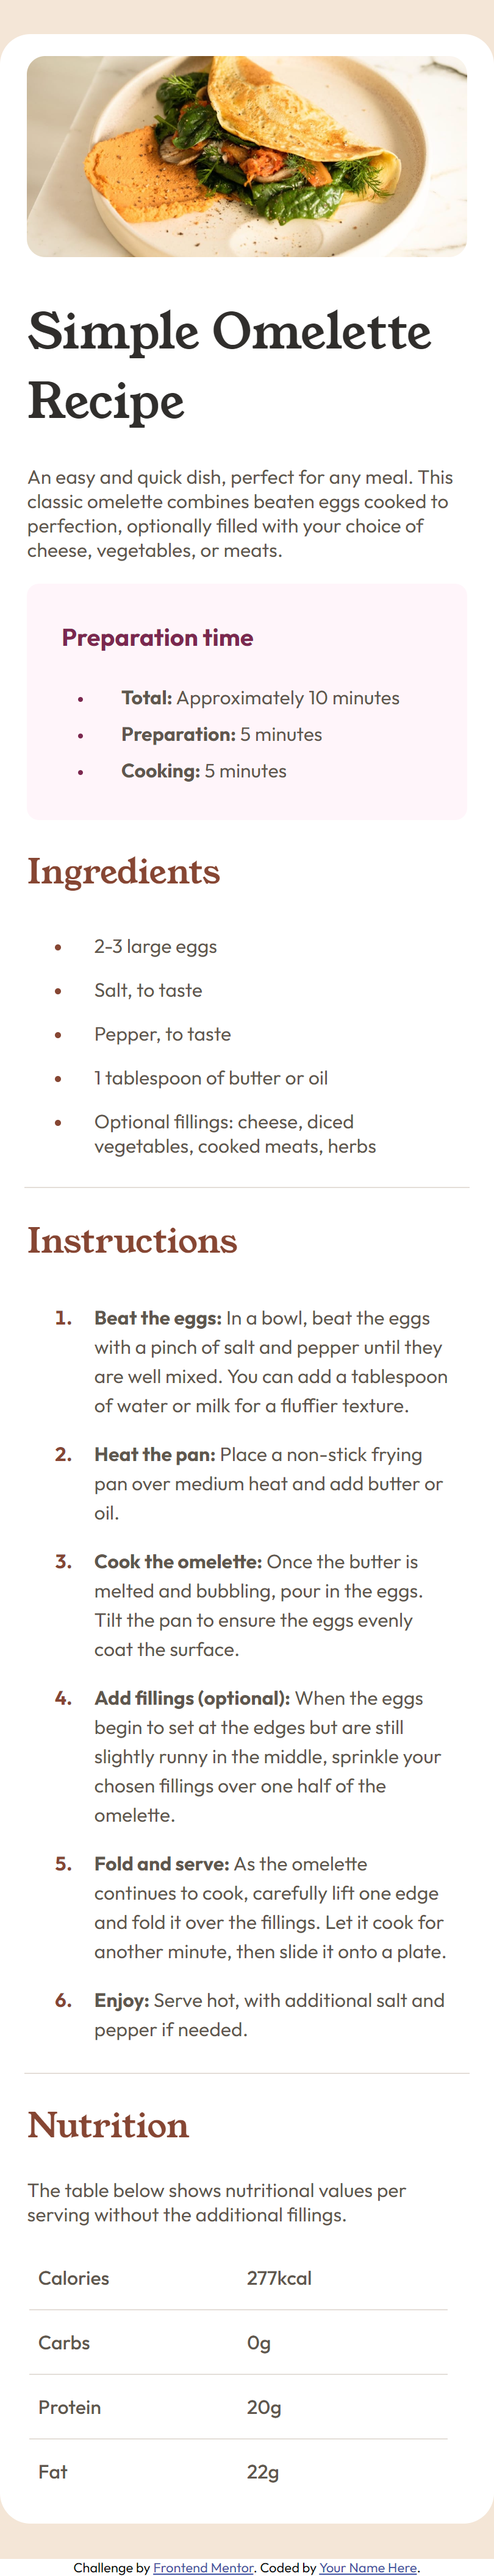 Simple Omelette
Recipe
An easy and quick dish, perfect for any meal. This
classic omelette combines beaten eggs cooked to
perfection, optionally filled with your choice of
cheese, vegetables, or meats.
Preparation time
• Total: Approximately 10 minutes
• Preparation: 5 minutes
• Cooking: 5 minutes
Ingredients
• 2-3 large eggs
• Salt, to taste
• Pepper, to taste
• 1 tablespoon of butter or oil
• Optional fillings: cheese, diced
vegetables, cooked meats, herbs
Instructions
1. Beat the eggs: In a bowl, beat the eggs
with a pinch of salt and pepper until they
are well mixed. You can add a tablespoon
of water or milk for a fluffier texture.
2. Heat the pan: Place a non-stick frying
pan over medium heat and add butter or
oil.
3. Cook the omelette: Once the butter is
melted and bubbling, pour in the eggs.
Tilt the pan to ensure the eggs evenly
coat the surface.
4. Add fillings (optional): When the eggs
begin to set at the edges but are still
slightly runny in the middle, sprinkle your
chosen fillings over one half of the
omelette.
5. Fold and serve: As the omelette
continues to cook, carefully lift one edge
and fold it over the fillings. Let it cook for
another minute, then slide it onto a plate.
6. Enjoy: Serve hot, with additional salt and
pepper if needed.
Nutrition
The table below shows nutritional values per
serving without the additional fillings.
Calories 277kcal
Carbs 0g
Protein 20g
Fat 22g
Challenge by Frontend Mentor. Coded by Your Name Here.